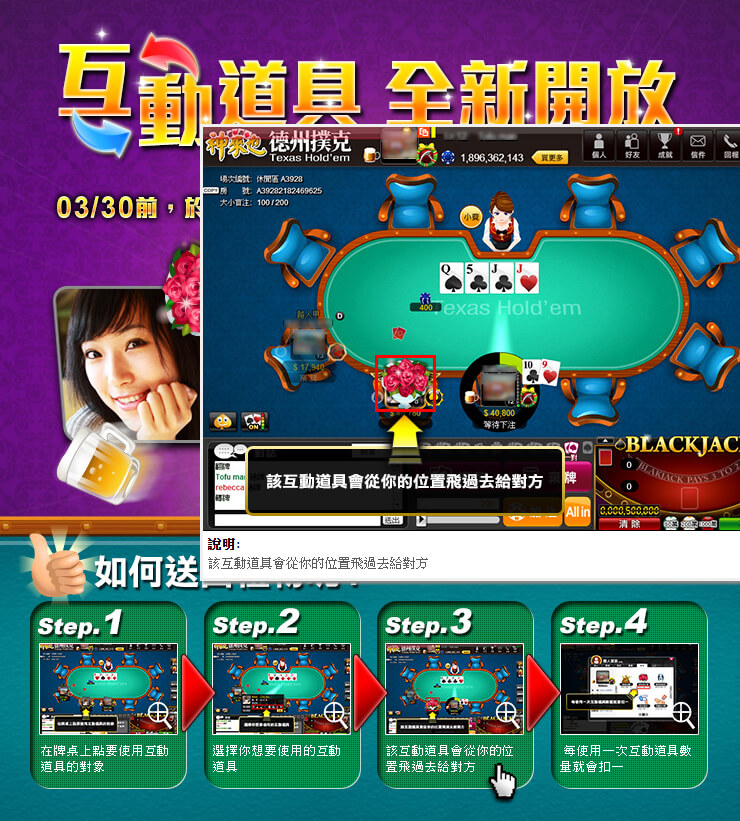 互動道具 全新開放
神來也 德州撲克
Texas Hold'em
1,896,362,143
買更多
個人
好友
成就
信件
回報
場次編號: 休閒區 A3928
COPY 房 號: A39282182469625
大小盲注: 100 / 200
03/30前,於
小費
Q 5 J J
400
Texas Hold'em
D
$ 17,940
10 9
$ 40,800
等待下注
ON
該互動道具會從你的位置飛過去給對方
BLACKJACK
BLACKJACK PAYS 3 TO 2
0
0
0,000,500,000
清除
Tofu
rebecca
送出
牌
All in
說明:
該互動道具會從你的位置飛過去給對方
如何送
Step.1
Step.2
Step.3
Step.4
在牌桌上點要使用互動
道具的對象
選擇你想要使用的互動
道具
該互動道具會從你的位
置飛過去給對方
每使用一次互動道具數
量就會扣一